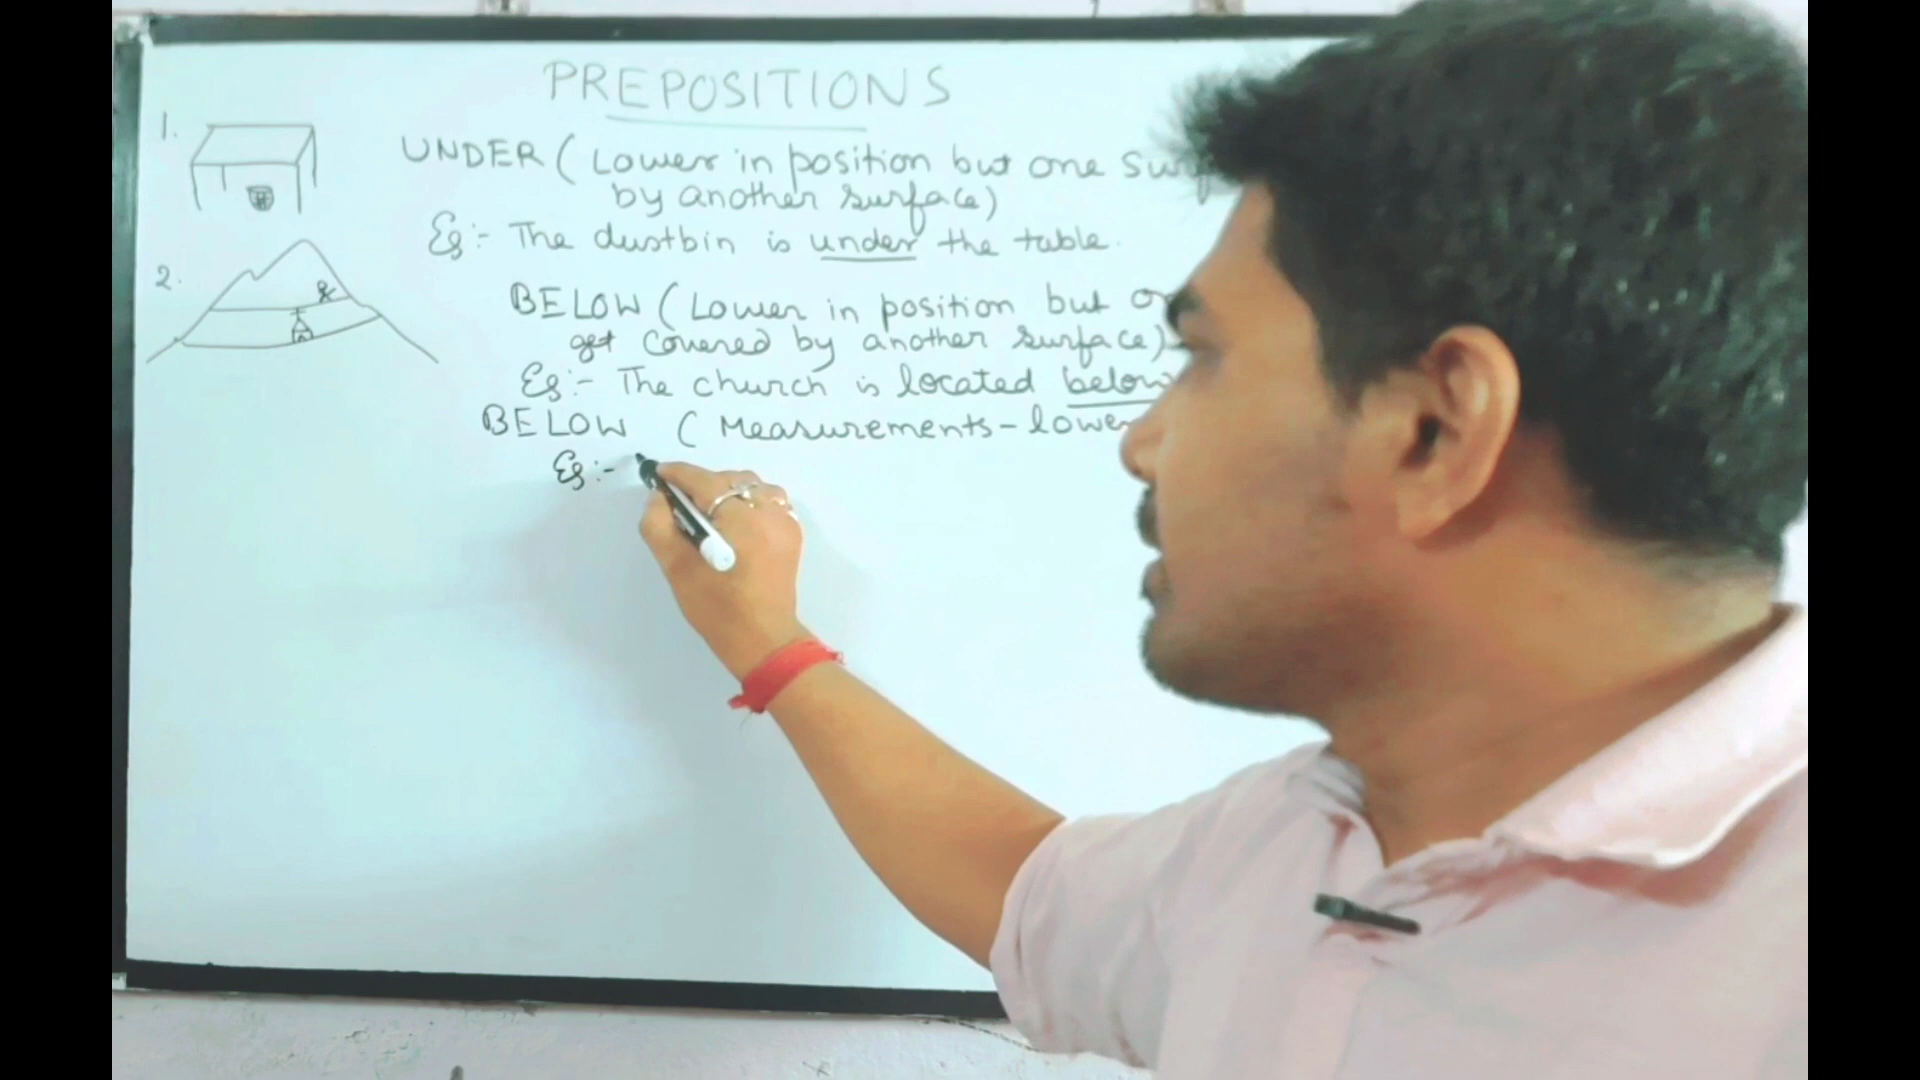 PREPOSITIONS
1.
UNDER (Lower in position but one
by another surface)
Eg:- The dustbin is under the table.
2.
BELOW (Lower in position but
get covered by another surface)
Eg:- The church is located below
BELOW (Measurements-lower
Eg:-